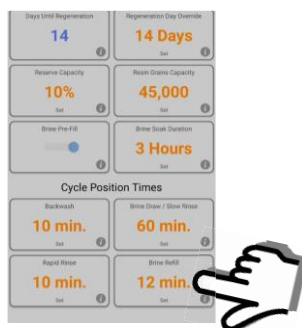 Days Until Regeneration
14
Regeneration Day Override
14 Days
Set
Reserve Capacity
10%
Set
Resin Grains Capacity
45,000
Set
Brine Pre-Fill
Brine Soak Duration
3 Hours
Set
Cycle Position Times
Backwash
10 min.
Set
Brine Draw / Slow Rinse
60 min.
Set
Rapid Rinse
10 min.
Set
Brine Refill
12 min.
Set